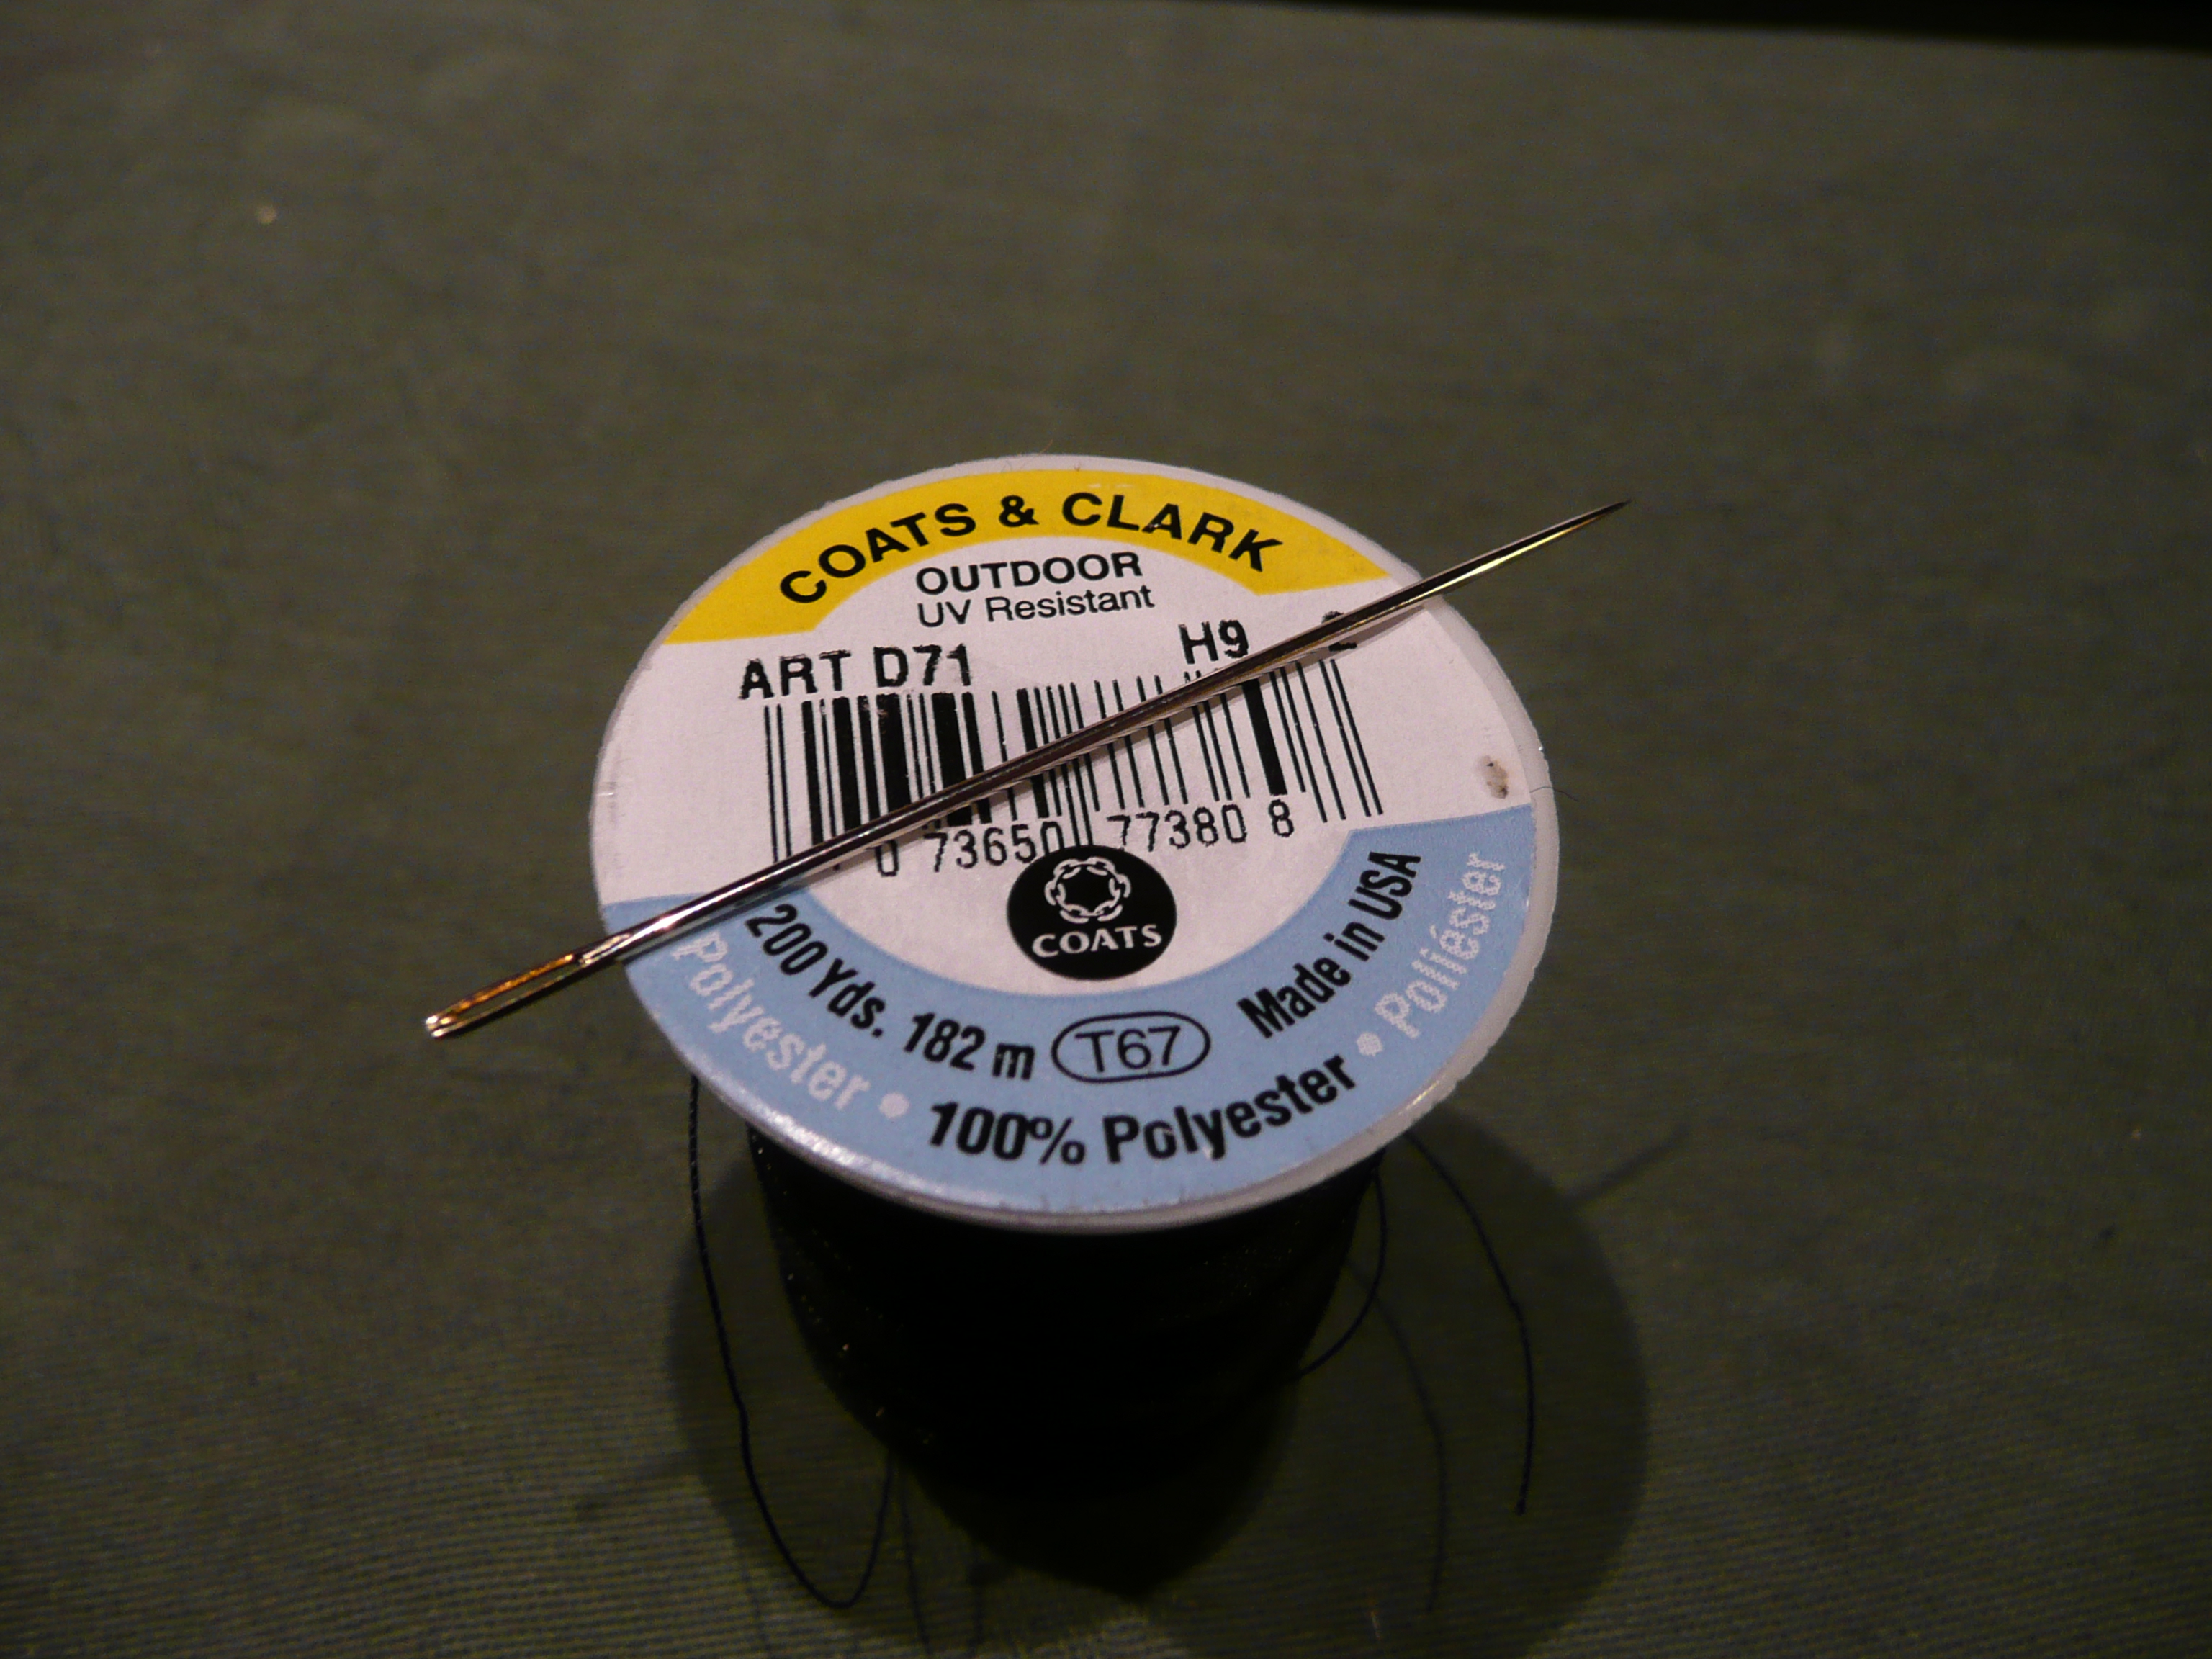 COATS & CLARK
OUTDOOR
UV Resistant
ART D71 H9
0 73650 77380 8
COATS
200 Yds. 182 m T67 Made in USA
Polyester • 100% Polyester • Poliéster